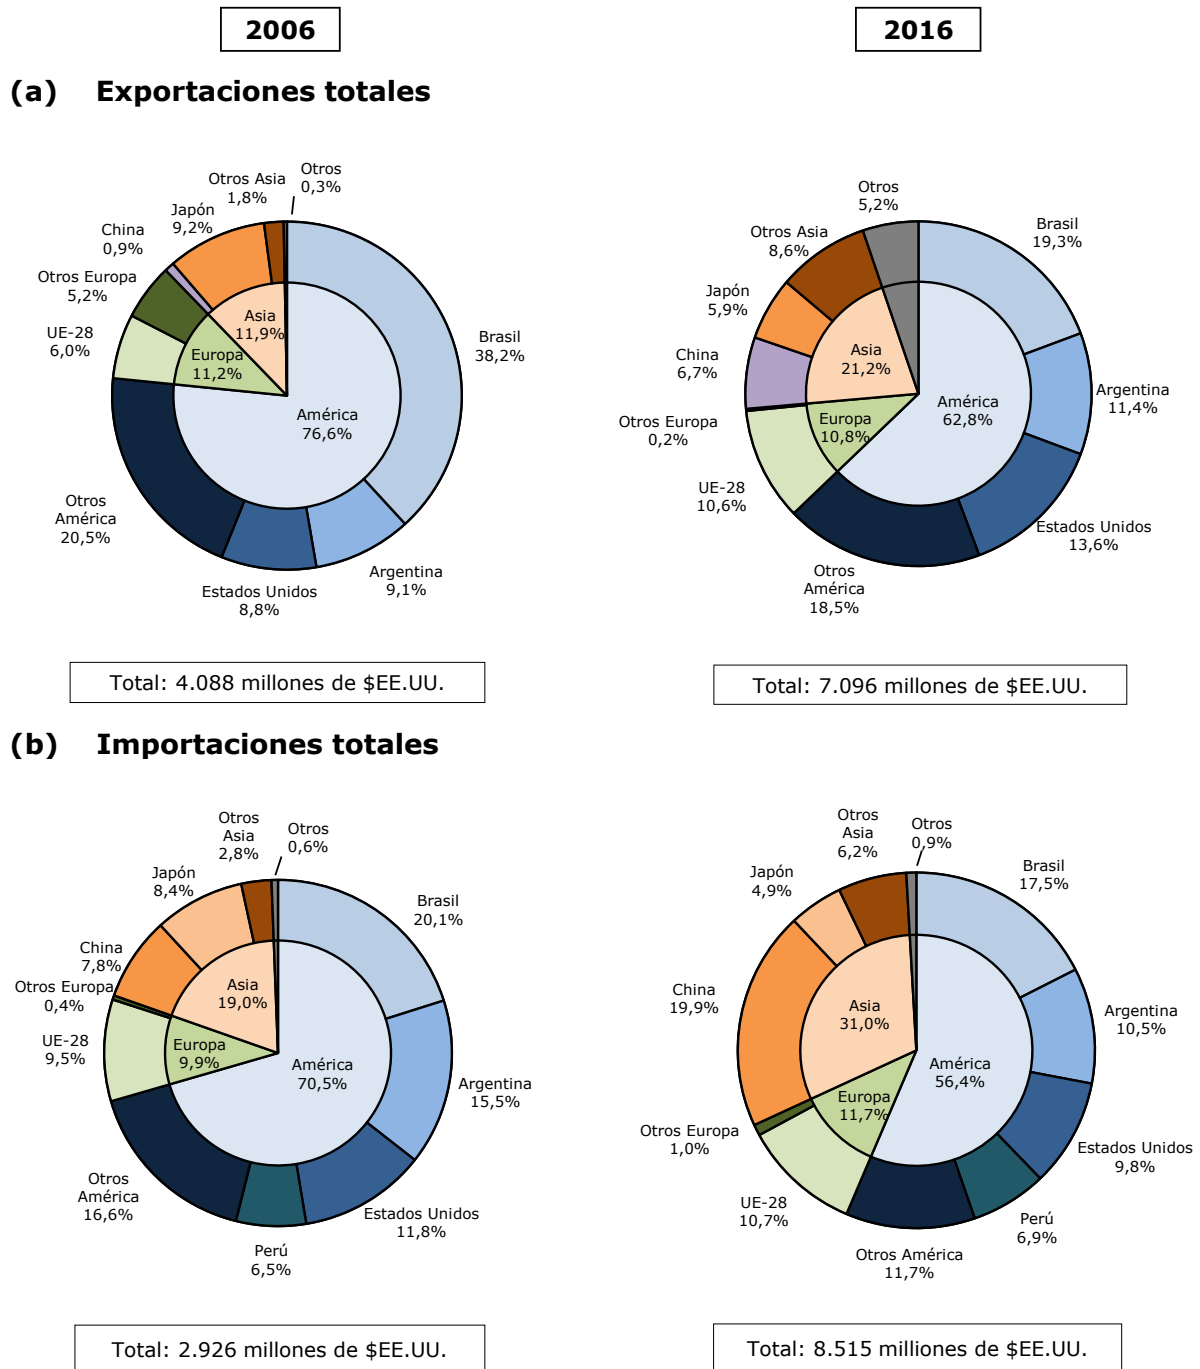 2006
2016
(a) Exportaciones totales
Otros
0,3%
Otros Asia
1,8%
Japón
9,2%
China
0,9%
Otros Europa
5,2%
UE-28
6,0%
Asia
11,9%
Europa
11,2%
América
76,6%
Brasil
38,2%
Otros
América
20,5%
Estados Unidos
8,8%
Argentina
9,1%
Total: 4.088 millones de $EE.UU.
Otros
5,2%
Otros Asia
8,6%
Japón
5,9%
China
6,7%
Otros Europa
0,2%
UE-28
10,6%
Asia
21,2%
Europa
10,8%
América
62,8%
Brasil
19,3%
Argentina
11,4%
Estados Unidos
13,6%
Otros
América
18,5%
Total: 7.096 millones de $EE.UU.
(b) Importaciones totales
Otros
Asia
2,8%
Otros
0,6%
Japón
8,4%
China
7,8%
Otros Europa
0,4%
UE-28
9,5%
Asia
19,0%
Europa
9,9%
América
70,5%
Brasil
20,1%
Argentina
15,5%
Otros
América
16,6%
Estados Unidos
11,8%
Perú
6,5%
Total: 2.926 millones de $EE.UU.
Otros
Asia
6,2%
Otros
0,9%
Japón
4,9%
China
19,9%
Otros Europa
1,0%
UE-28
10,7%
Asia
31,0%
Europa
11,7%
América
56,4%
Brasil
17,5%
Argentina
10,5%
Estados Unidos
9,8%
Perú
6,9%
Otros América
11,7%
Total: 8.515 milliones de $EE.UU.